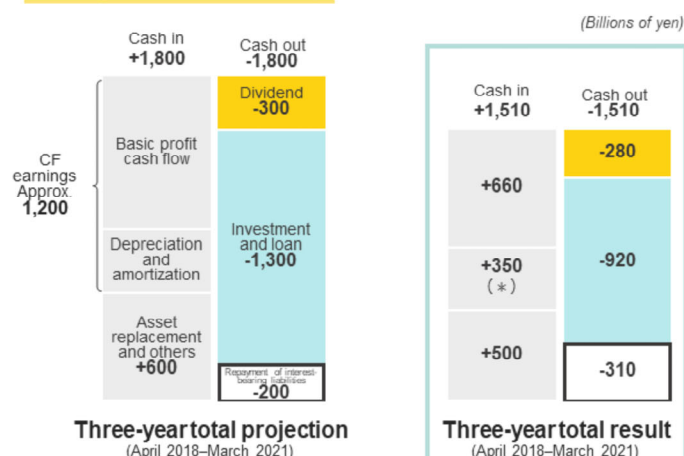 (Billions of yen)
Cash in
+1,800
Cash out
-1,800
CF
earnings
Approx.
1,200
Basic profit
cash flow
Depreciation
and
amortization
Asset
replacement
and others
+600
Dividend
-300
Investment
and loan
-1,300
Repayment of interest-
bearing liabilities
-200
Three-year total projection
(April 2018–March 2021)
Cash in
+1,510
Cash out
-1,510
+660
+350
(*)
+500
-280
-920
-310
Three-year total result
(April 2018–March 2021)